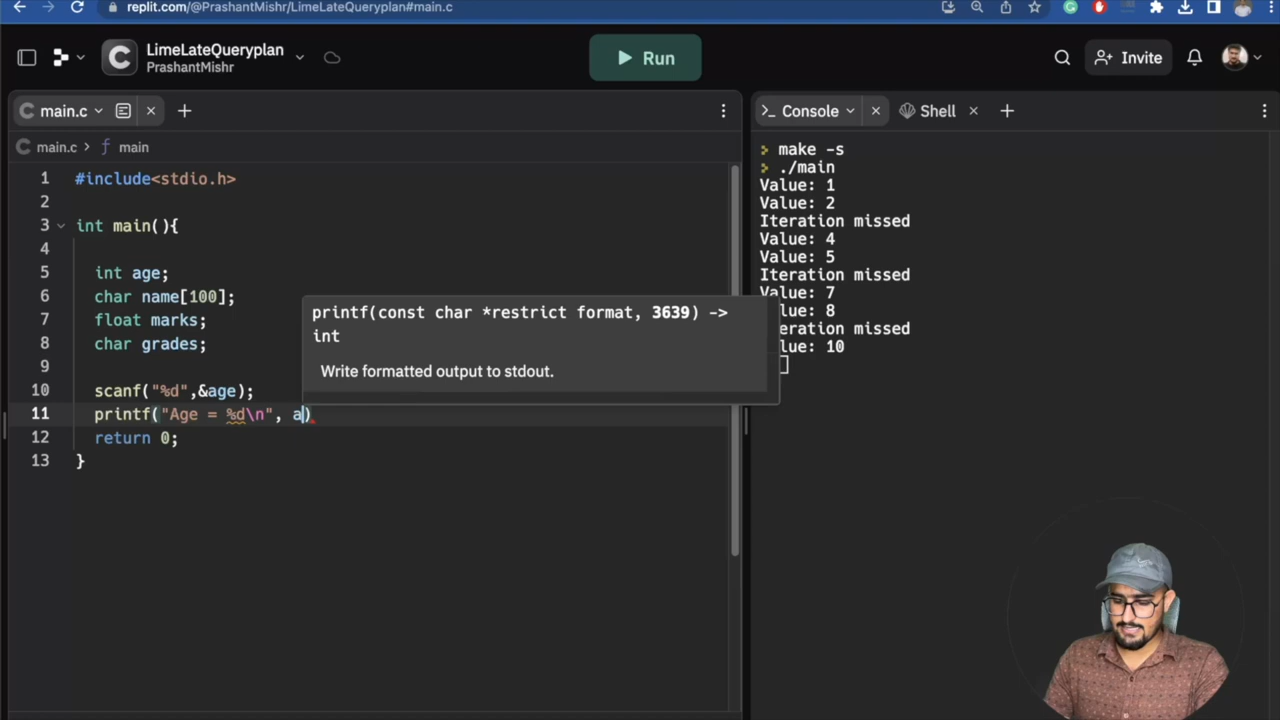 replit.com/@PrashantMishr/LimeLateQueryplan#main.c
LimeLateQueryplan
PrashantMishr
Run
Invite
main.c
Console
Shell
main.c > main
1 #include<stdio.h>
2
3 int main(){
4
5 int age;
6 char name[100];
7 float marks;
8 char grades;
9
10 scanf("%d",&age);
11 printf("Age = %d\n", a)
12 return 0;
13 }
printf(const char *restrict format, 3639) ->
int
Write formatted output to stdout.
make -s
./main
Value: 1
Value: 2
Iteration missed
Value: 4
Value: 5
Iteration missed
Value: 7
lue: 8
eration missed
lue: 10